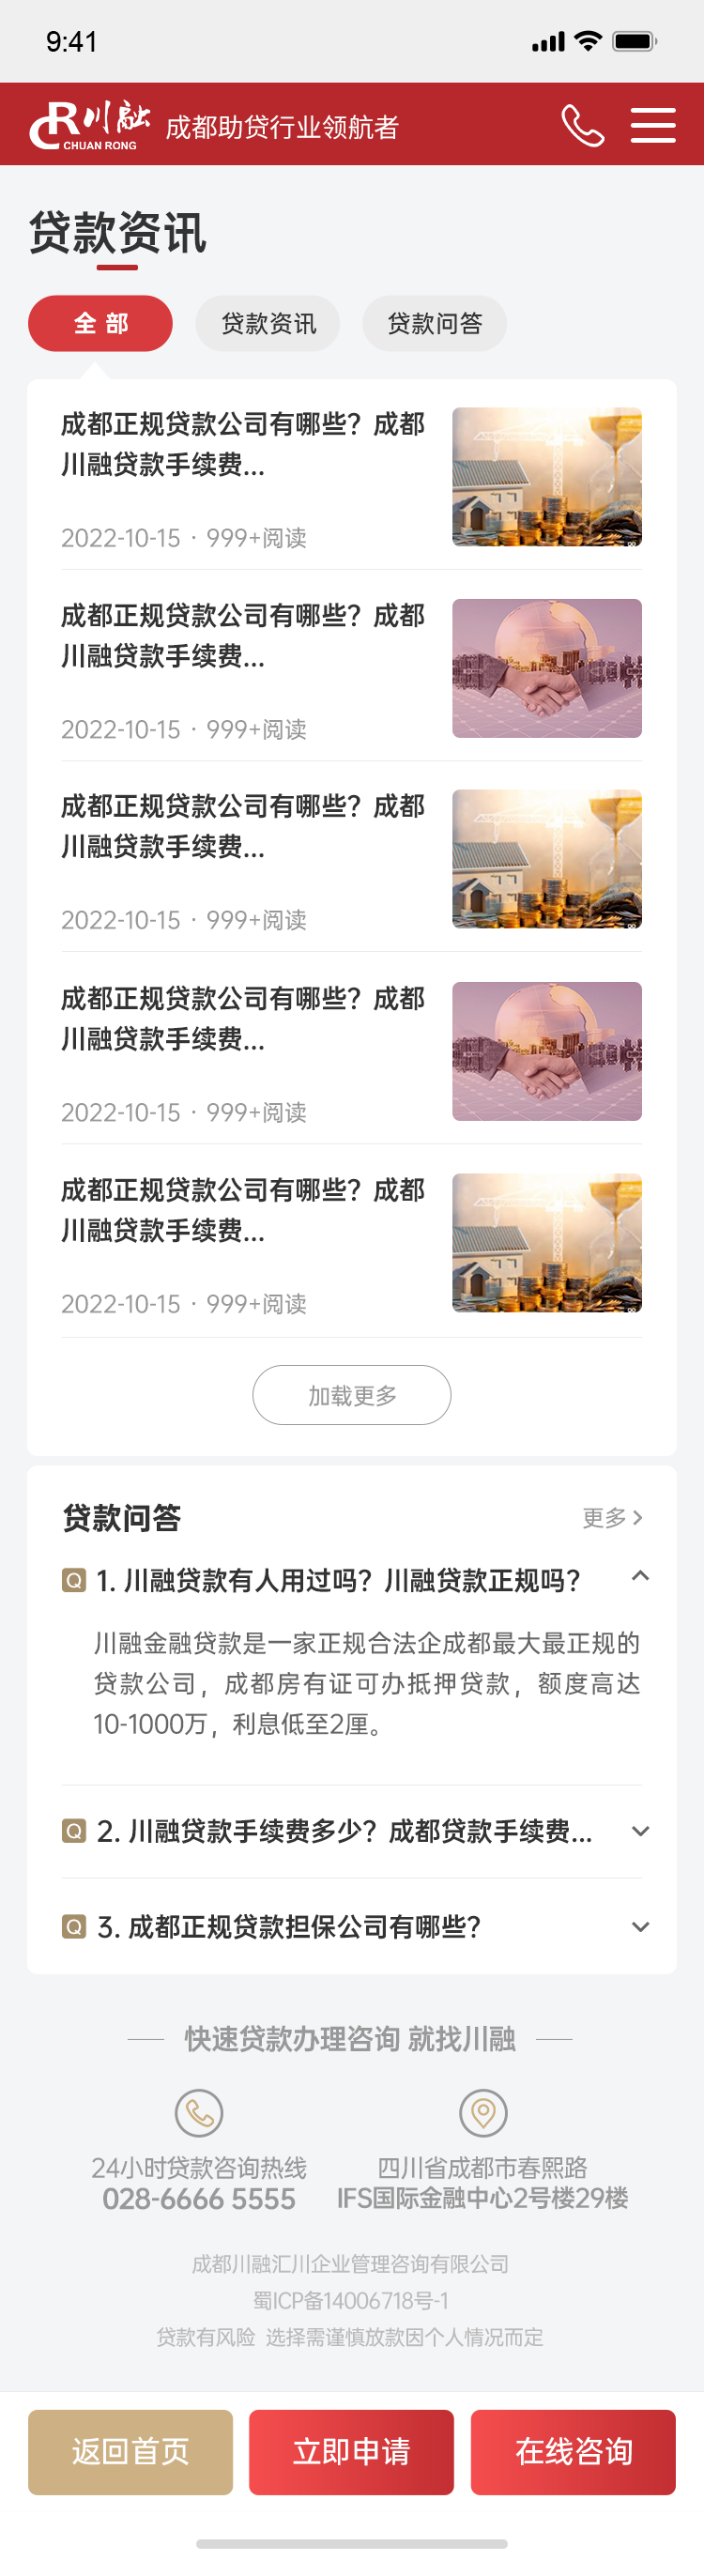 9:41
CR川融
CHUAN RONG
成都助贷行业领航者
贷款资讯
全 部
贷款资讯
贷款问答
成都正规贷款公司有哪些？成都
川融贷款手续费...
2022-10-15 · 999+阅读
成都正规贷款公司有哪些？成都
川融贷款手续费...
2022-10-15 · 999+阅读
成都正规贷款公司有哪些？成都
川融贷款手续费...
2022-10-15 · 999+阅读
成都正规贷款公司有哪些？成都
川融贷款手续费...
2022-10-15 · 999+阅读
成都正规贷款公司有哪些？成都
川融贷款手续费...
2022-10-15 · 999+阅读
加载更多
贷款问答
更多
Q 1. 川融贷款有人用过吗？川融贷款正规吗？
川融金融贷款是一家正规合法企成都最大最正规的
贷款公司，成都房有证可办抵押贷款，额度高达
10-1000万，利息低至2厘。
Q 2. 川融贷款手续费多少？成都贷款手续费...
Q 3. 成都正规贷款担保公司有哪些？
快速贷款办理咨询 就找川融
24小时贷款咨询热线
028-6666 5555
四川省成都市春熙路
IFS国际金融中心2号楼29楼
成都川融汇川企业管理咨询有限公司
蜀ICP备14006718号-1
贷款有风险 选择需谨慎放款因个人情况而定
返回首页
立即申请
在线咨询